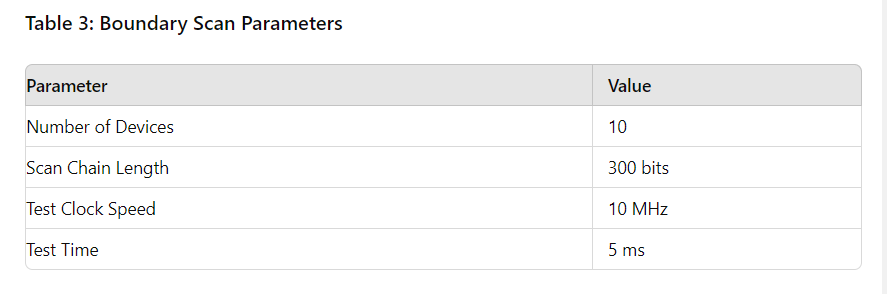 Table 3: Boundary Scan Parameters
Parameter Value
Number of Devices 10
Scan Chain Length 300 bits
Test Clock Speed 10 MHz
Test Time 5 ms